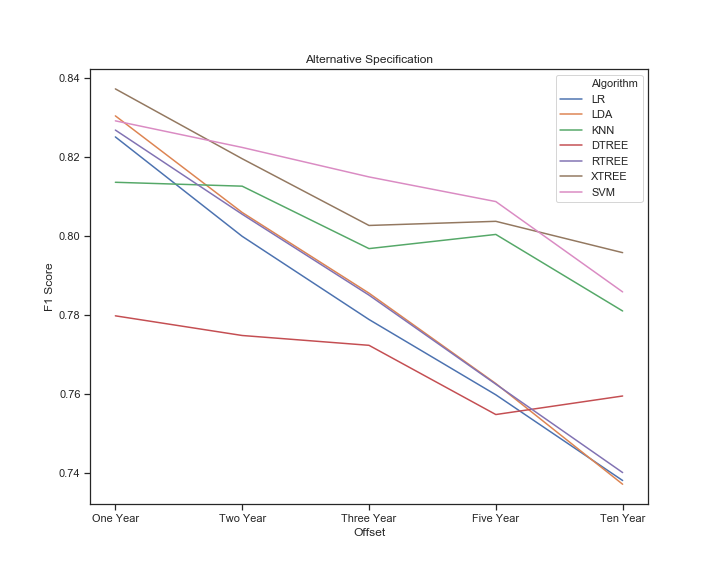 Alternative Specification
0.84
0.82
0.80
0.78
0.76
0.74
F1 Score
One Year
Two Year
Three Year
Five Year
Ten Year
Offset
Algorithm
LR
LDA
KNN
DTREE
RTREE
XTREE
SVM